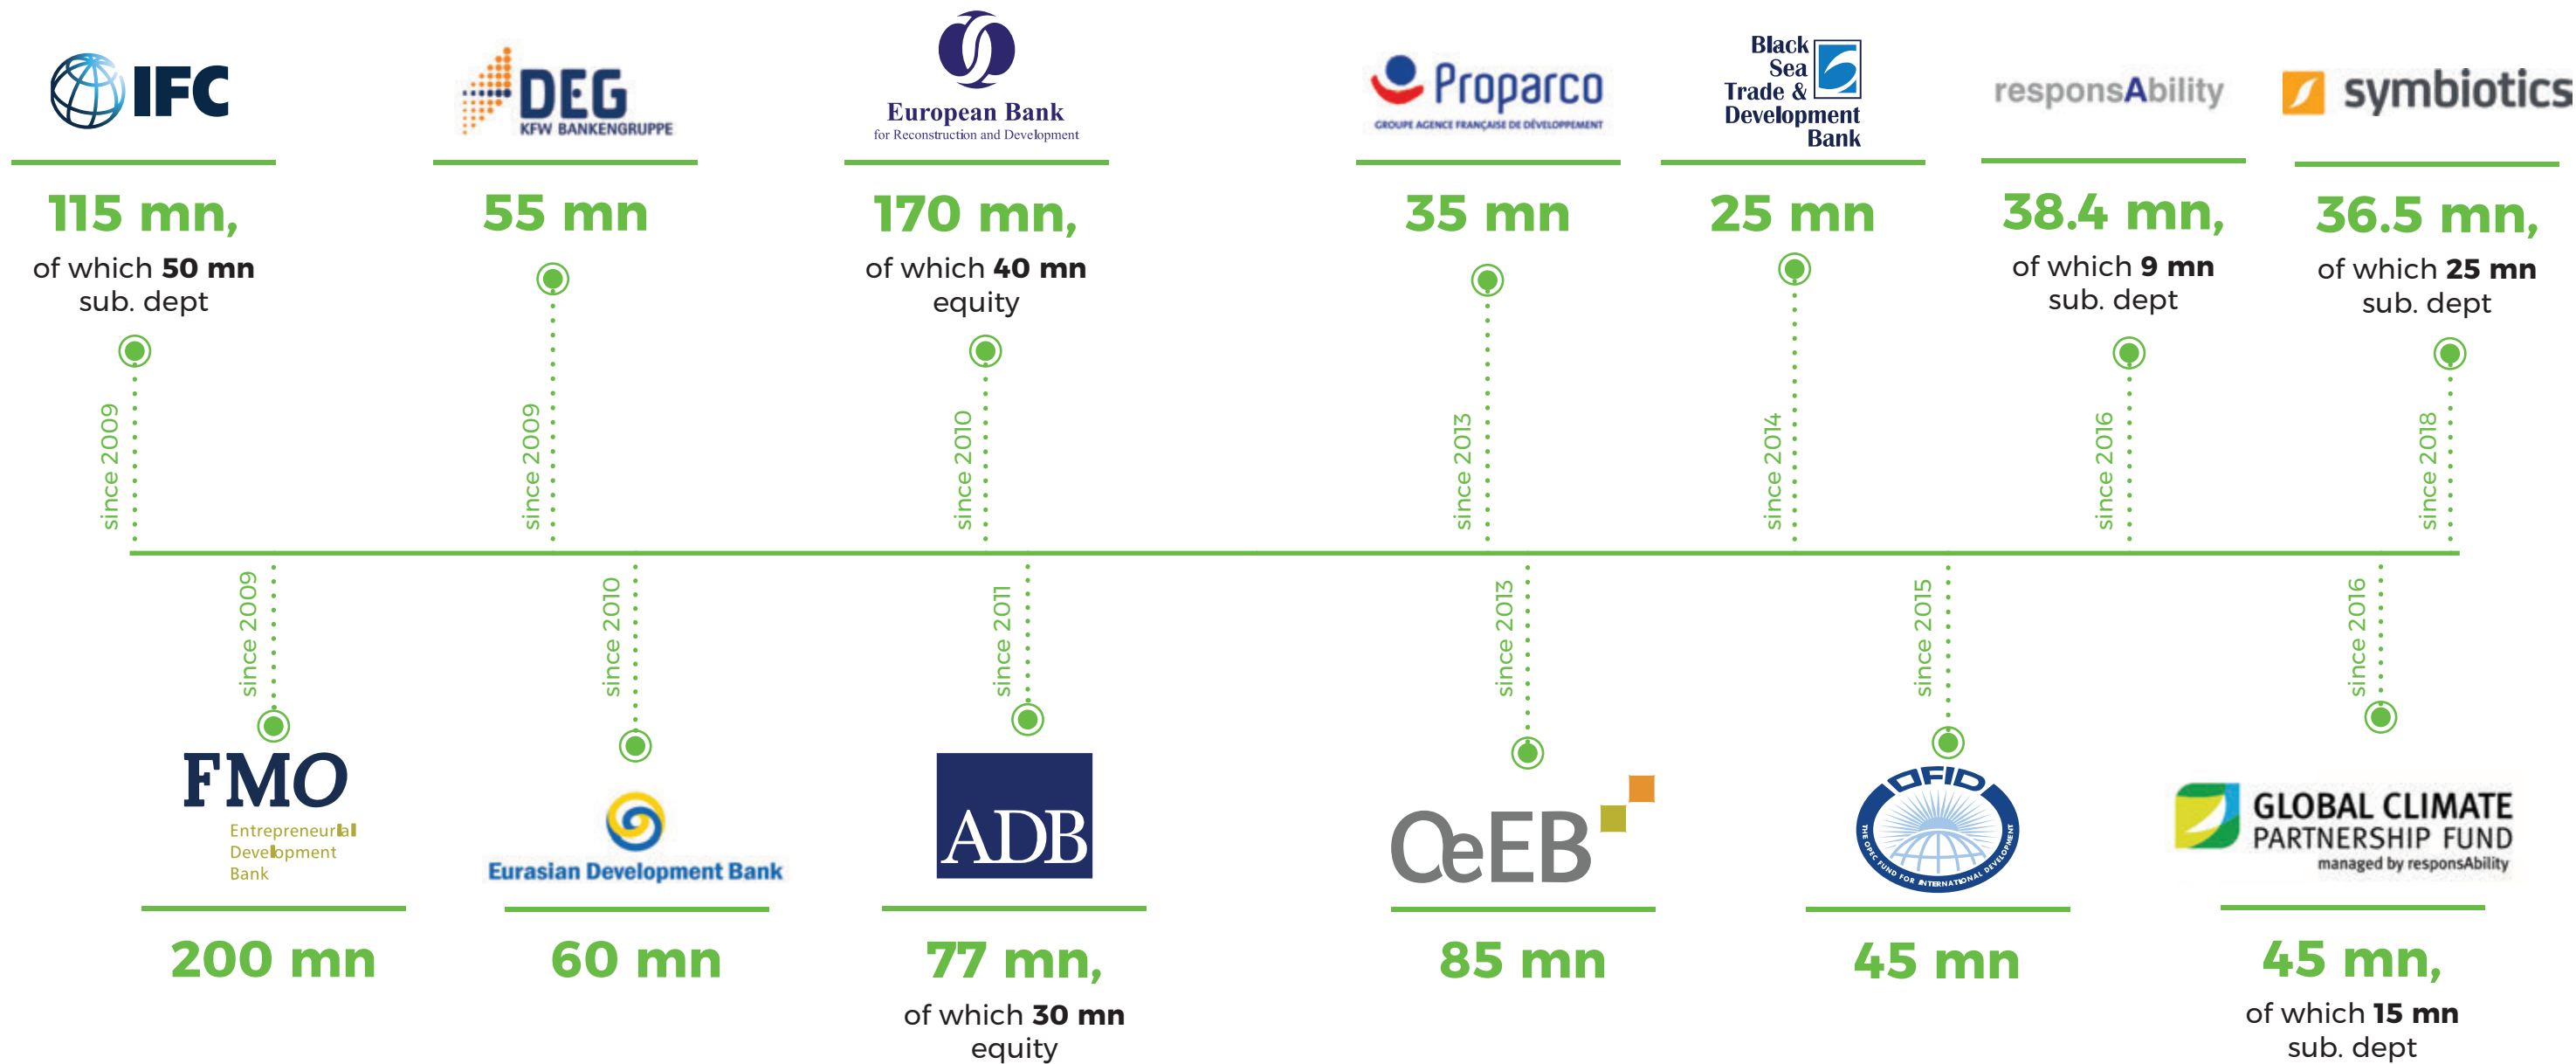 IFC
115 mn,
of which 50 mn
sub. dept
since 2009
DEG
KFW BANKENGRUPPE
55 mn
since 2009
European Bank
for Reconstruction and Development
170 mn,
of which 40 mn
equity
since 2010
Proparco
GROUPE AGENCE FRANÇAISE DE DÉVELOPPEMENT
35 mn
since 2013
Black
Sea
Trade &
Development
Bank
25 mn
since 2014
responsAbility
38.4 mn,
of which 9 mn
sub. dept
since 2016
symbiotics
36.5 mn,
of which 25 mn
sub. dept
since 2018
since 2009
FMO
Entrepreneurial
Development
Bank
200 mn
since 2010
Eurasian Development Bank
60 mn
since 2011
ADB
77 mn,
of which 30 mn
equity
since 2013
OeEB
85 mn
since 2015
OFID
THE OPEC FUND FOR INTERNATIONAL DEVELOPMENT
45 mn
since 2016
GLOBAL CLIMATE
PARTNERSHIP FUND
managed by responsAbility
45 mn,
of which 15 mn
sub. dept